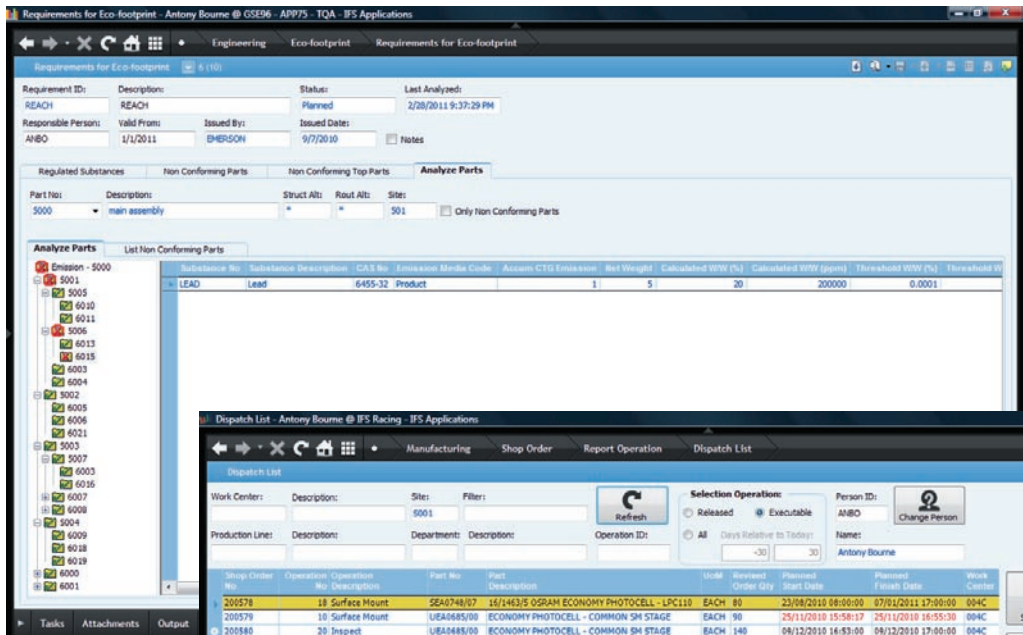 Requirements for Eco-footprint - Antony Bourne @ GSE96 - APP75 - TQA - IFS Applications
Engineering Eco-footprint Requirements for Eco-footprint
Requirements for Eco-footprint 6 (10)
Requirement ID: Description: Status: Last Analyzed:
REACH REACH Planned 2/28/2011 9:37:29 PM
Responsible Person: Valid From: Issued By: Issued Date:
ANBO 1/1/2011 EMERSON 9/7/2010 Notes
Regulated Substances Non Conforming Parts Non Conforming Top Parts Analyze Parts
Part No: Description: Struct Alt: Rout Alt: Site:
5000 main assembly * * 501 Only Non Conforming Parts
Analyze Parts List Non Conforming Parts
Emission - 5000
Substance No Substance Description CAS No Emission Media Code Accum CTG Emission Net Weight Calculated W/W (%) Calculated W/W (ppm) Threshold W/W (%) Threshold W
LEAD Lead 6455-32 Product 1 5 20 200000 0.0001
5001
5005
6010
6011
5006
6013
6015
6003
6004
5002
6005
6006
6021
5003
5007
6003
6016
6007
6008
5004
6009
6018
6019
6000
6001
Tasks Attachments Output
Dispatch List - Antony Bourne @ IFS Racing - IFS Applications
Manufacturing Shop Order Report Operation Dispatch List
Dispatch List
Work Center: Description: Site: Filter: Refresh Selection Operation: Person ID: Change Person
5001 Released Executable ANBO
Production Line: Description: Department: Description: Operation ID: All Days Relative to Today: Name:
-30 30 Antony Bourne
Shop Order No Operation No Operation Description Part No Part Description UoM Revised Order Qty Planned Start Date Planned Finish Date Work Center
200578 10 Surface Mount SEA0748/07 16/1463/5 OSRAM ECONOMY PHOTOCELL - LPC110 EACH 80 23/08/2010 08:00:00 07/01/2011 17:00:00 004C
200579 10 Surface Mount UEA0685/00 ECONOMY PHOTOCELL - COMMON SM STAGE EACH 90 25/11/2010 15:58:17 25/11/2010 16:55:30 004C
200580 20 Inspect UEA0685/00 ECONOMY PHOTOCELL - COMMON SM STAGE EACH 140 09/12/2010 16:53:00 09/12/2010 17:00:00 004C